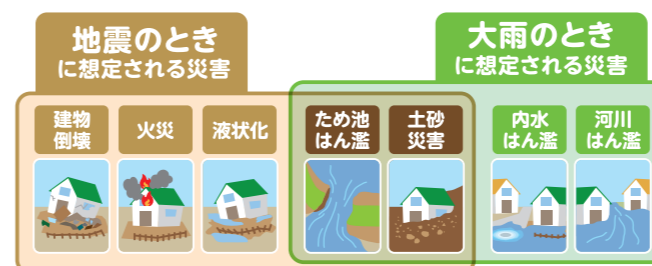 地震のとき
に想定される災害
大雨のとき
に想定される災害
建物
倒壊
火災
液状化
ため池
はん濫
土砂
災害
内水
はん濫
河川
はん濫